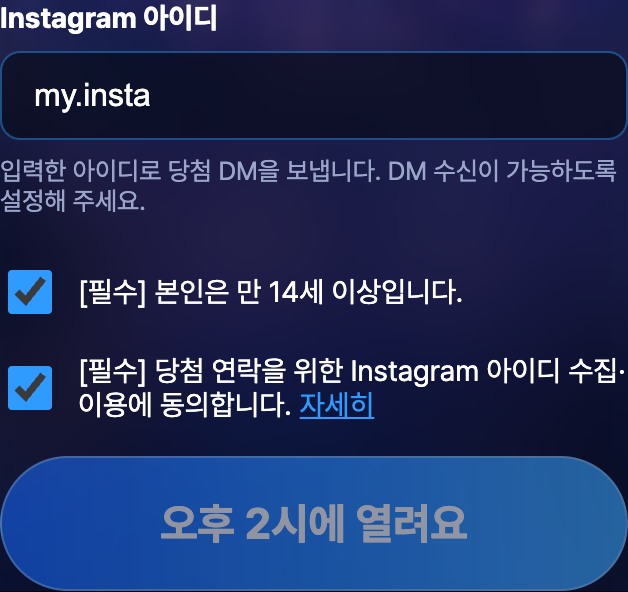 Instagram 아이디
my.insta
입력한 아이디로 당첨 DM을 보냅니다. DM 수신이 가능하도록
설정해 주세요.
[필수] 본인은 만 14세 이상입니다.
[필수] 당첨 연락을 위한 Instagram 아이디 수집·
이용에 동의합니다. 자세히
오후 2시에 열려요